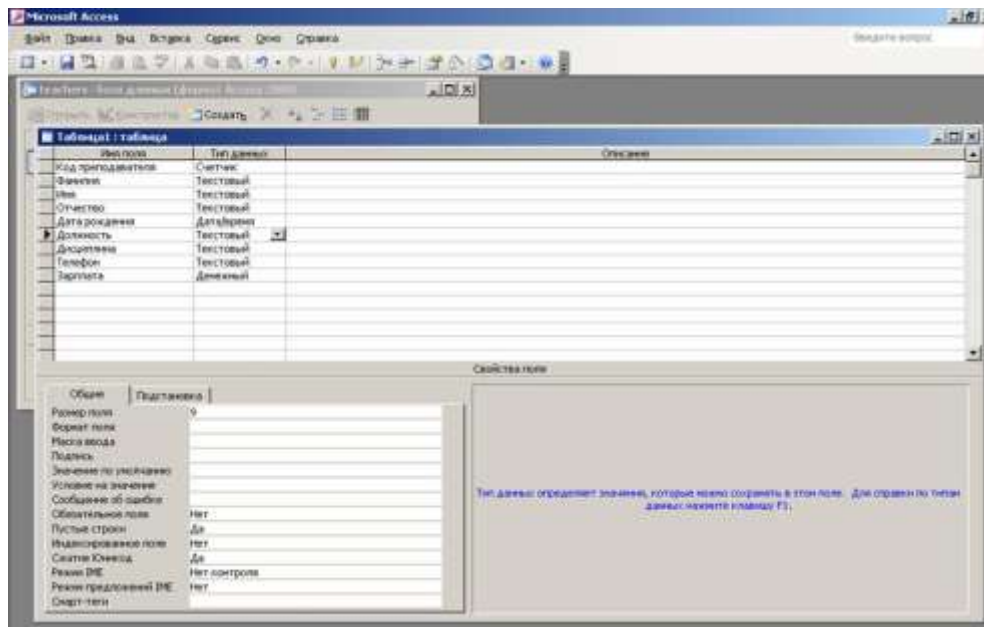 Microsoft Access
Файл Правка Вид Вставка Сервис Окно Справка
Введите вопрос
Создать
Таблица1 : таблица
Имя поля Тип данных Описание
Код преподавателя Счетчик
Фамилия Текстовый
Имя Текстовый
Отчество Текстовый
Дата рождения Дата/время
Должность Текстовый
Дисциплина Текстовый
Телефон Текстовый
Зарплата Денежный
Свойства поля
Общие Подстановка
Размер поля 9
Формат поля
Маска ввода
Подпись
Значение по умолчанию
Условие на значение
Сообщение об ошибке
Обязательное поле Нет
Пустые строки Да
Индексированное поле Нет
Сжатие Юникод Да
Режим IME Нет контроля
Режим предложений IME Нет
Смарт-теги
Тип данных определяет значения, которые можно сохранять в этом поле. Для справки по типам
данных нажмите клавишу F1.